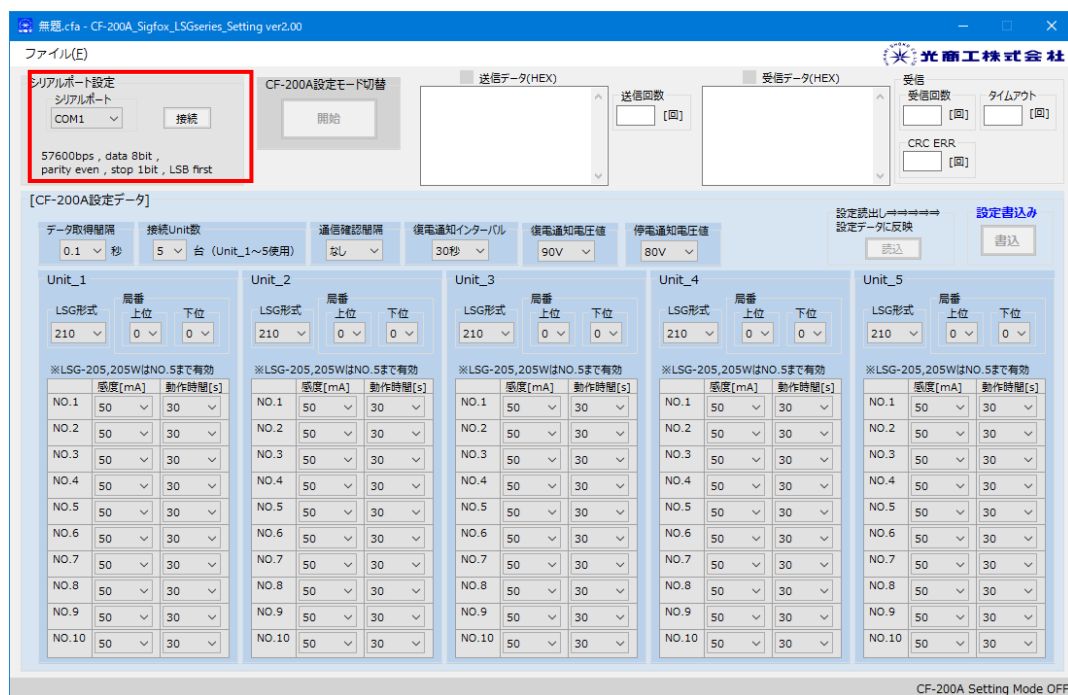 無題.cfa - CF-200A_Sigfox_LSGseries_Setting ver2.00
ファイル(F)
光商工株式会社
シリアルポート設定
シリアルポート
COM1 接続
57600bps , data 8bit ,
parity even , stop 1bit , LSB first
CF-200A設定モード切替
開始
送信データ(HEX)
送信回数
[回]
受信データ(HEX)
受信
受信回数 タイムアウト
[回] [回]
CRC ERR
[回]
[CF-200A設定データ]
データ取得間隔 接続Unit数 通信確認間隔 復電通知インターバル 復電通知電圧値 停電通知電圧値
0.1 秒 5 台 (Unit_1~5使用) なし 30秒 90V 80V
設定読出し⇒⇒⇒⇒⇒
設定データに反映
読込
設定書込み
書込
Unit_1 Unit_2 Unit_3 Unit_4 Unit_5
局番 局番 局番 局番 局番
LSG形式 上位 下位 LSG形式 上位 下位 LSG形式 上位 下位 LSG形式 上位 下位 LSG形式 上位 下位
210 0 0 210 0 0 210 0 0 210 0 0 210 0 0
※LSG-205,205WはNO.5まで有効 ※LSG-205,205WはNO.5まで有効 ※LSG-205,205WはNO.5まで有効 ※LSG-205,205WはNO.5まで有効 ※LSG-205,205WはNO.5まで有効
感度[mA] 動作時間[s] 感度[mA] 動作時間[s] 感度[mA] 動作時間[s] 感度[mA] 動作時間[s] 感度[mA] 動作時間[s]
NO.1 50 30 NO.1 50 30 NO.1 50 30 NO.1 50 30 NO.1 50 30
NO.2 50 30 NO.2 50 30 NO.2 50 30 NO.2 50 30 NO.2 50 30
NO.3 50 30 NO.3 50 30 NO.3 50 30 NO.3 50 30 NO.3 50 30
NO.4 50 30 NO.4 50 30 NO.4 50 30 NO.4 50 30 NO.4 50 30
NO.5 50 30 NO.5 50 30 NO.5 50 30 NO.5 50 30 NO.5 50 30
NO.6 50 30 NO.6 50 30 NO.6 50 30 NO.6 50 30 NO.6 50 30
NO.7 50 30 NO.7 50 30 NO.7 50 30 NO.7 50 30 NO.7 50 30
NO.8 50 30 NO.8 50 30 NO.8 50 30 NO.8 50 30 NO.8 50 30
NO.9 50 30 NO.9 50 30 NO.9 50 30 NO.9 50 30 NO.9 50 30
NO.10 50 30 NO.10 50 30 NO.10 50 30 NO.10 50 30 NO.10 50 30
CF-200A Setting Mode OFF